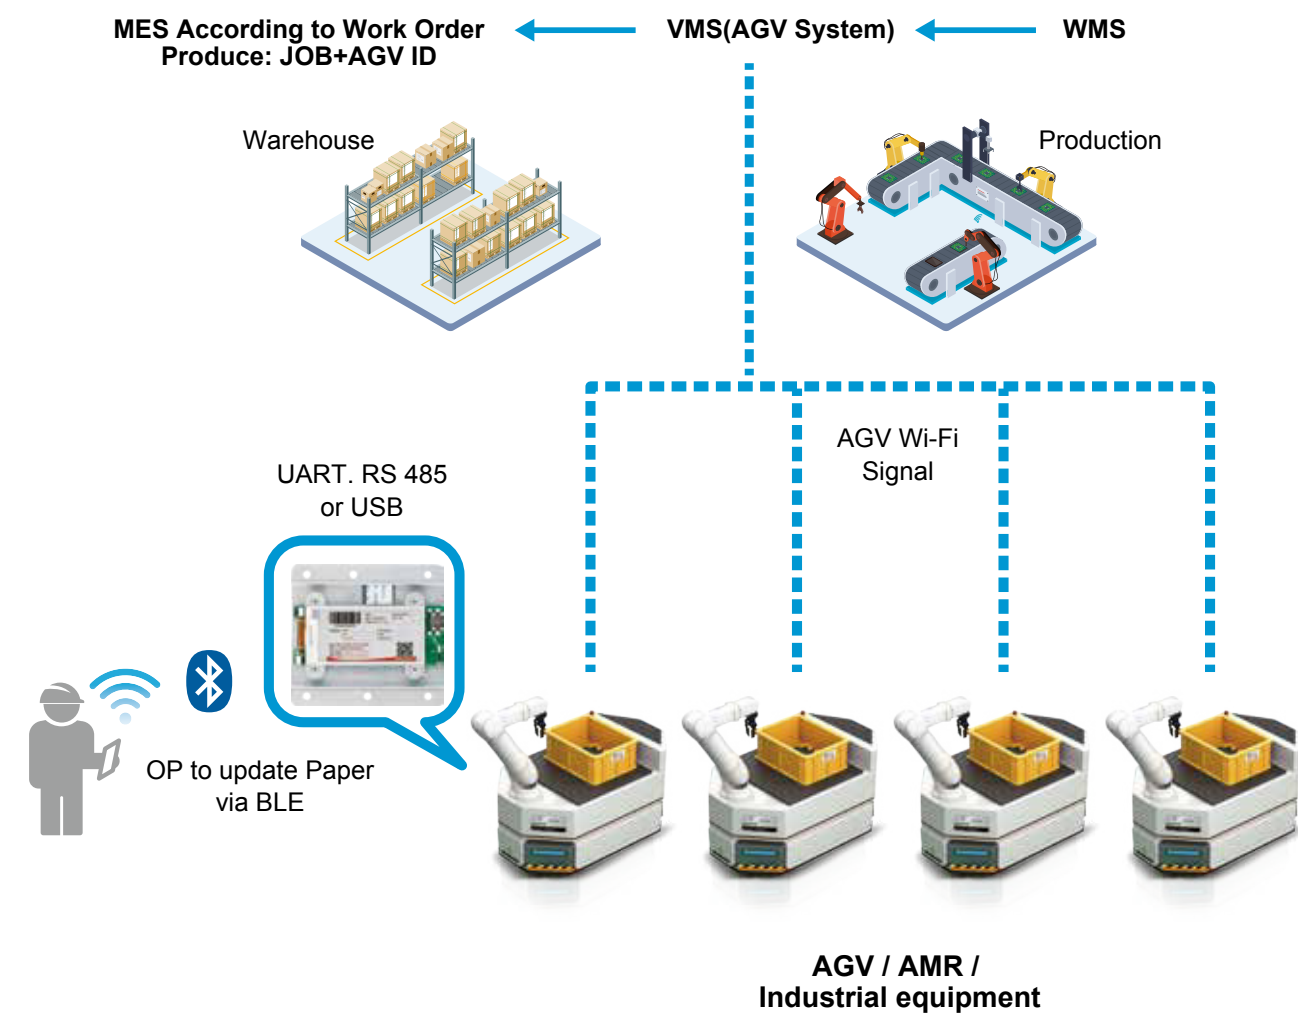 MES According to Work Order
Produce: JOB+AGV ID
VMS(AGV System)
WMS
Warehouse
Production
AGV Wi-Fi
Signal
UART. RS 485
or USB
OP to update Paper
via BLE
AGV / AMR /
Industrial equipment